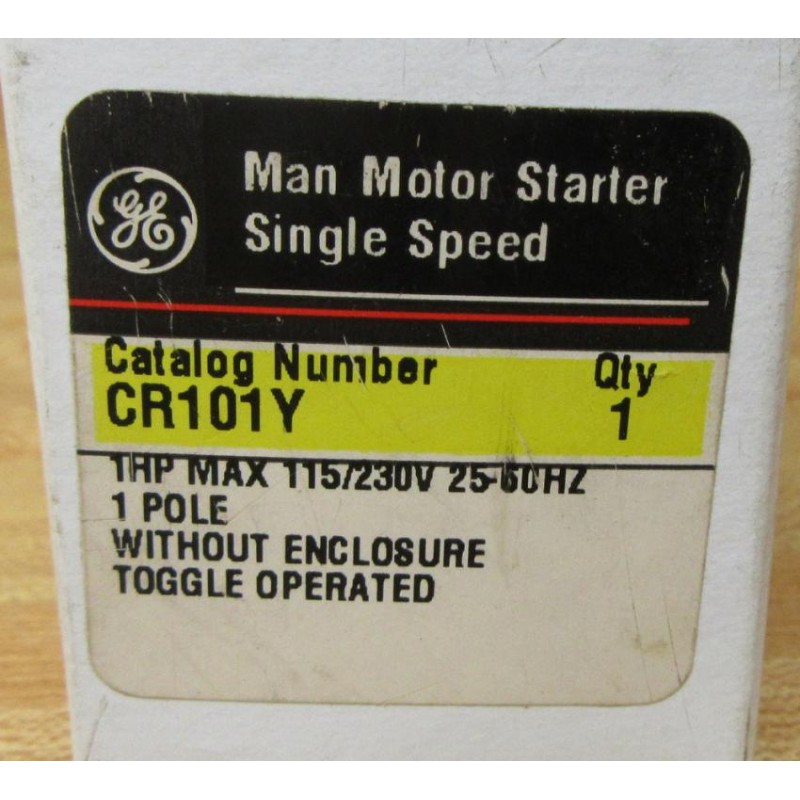 GE
Man Motor Starter
Single Speed
Catalog Number Qty
CR101Y 1
1HP MAX 115/230V 25-60HZ
1 POLE
WITHOUT ENCLOSURE
TOGGLE OPERATED